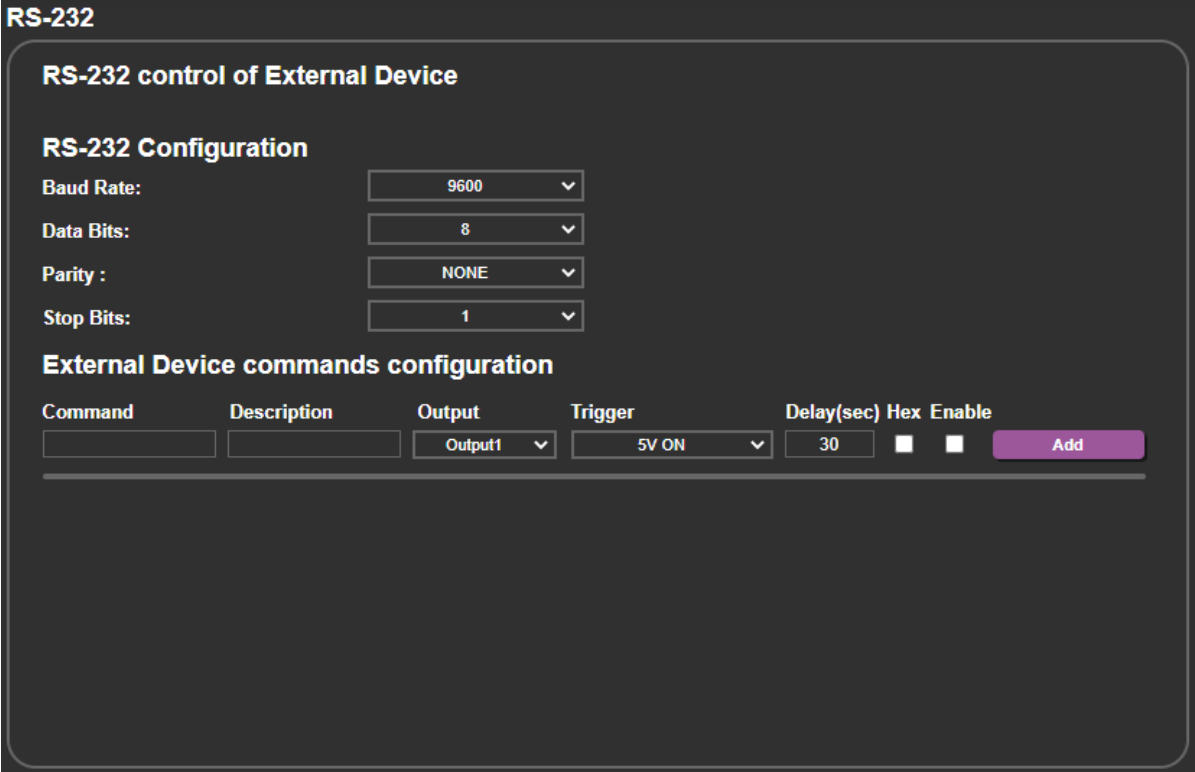 RS-232
RS-232 control of External Device
RS-232 Configuration
Baud Rate: 9600
Data Bits: 8
Parity : NONE
Stop Bits: 1
External Device commands configuration
Command Description Output Trigger Delay(sec) Hex Enable
Output1 5V ON 30 Add